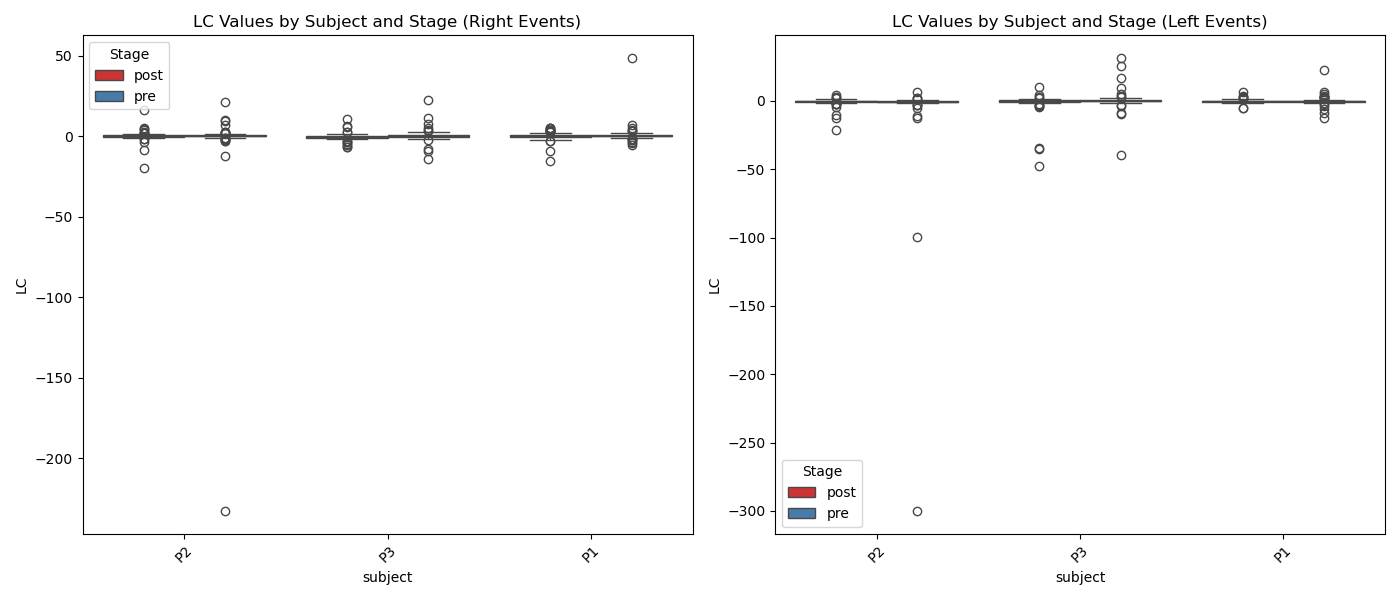 LC Values by Subject and Stage (Right Events)
LC
50
0
−50
−100
−150
−200
Stage
post
pre
P2
P3
P1
subject
LC Values by Subject and Stage (Left Events)
LC
0
−50
−100
−150
−200
−250
−300
Stage
post
pre
P2
P3
P1
subject